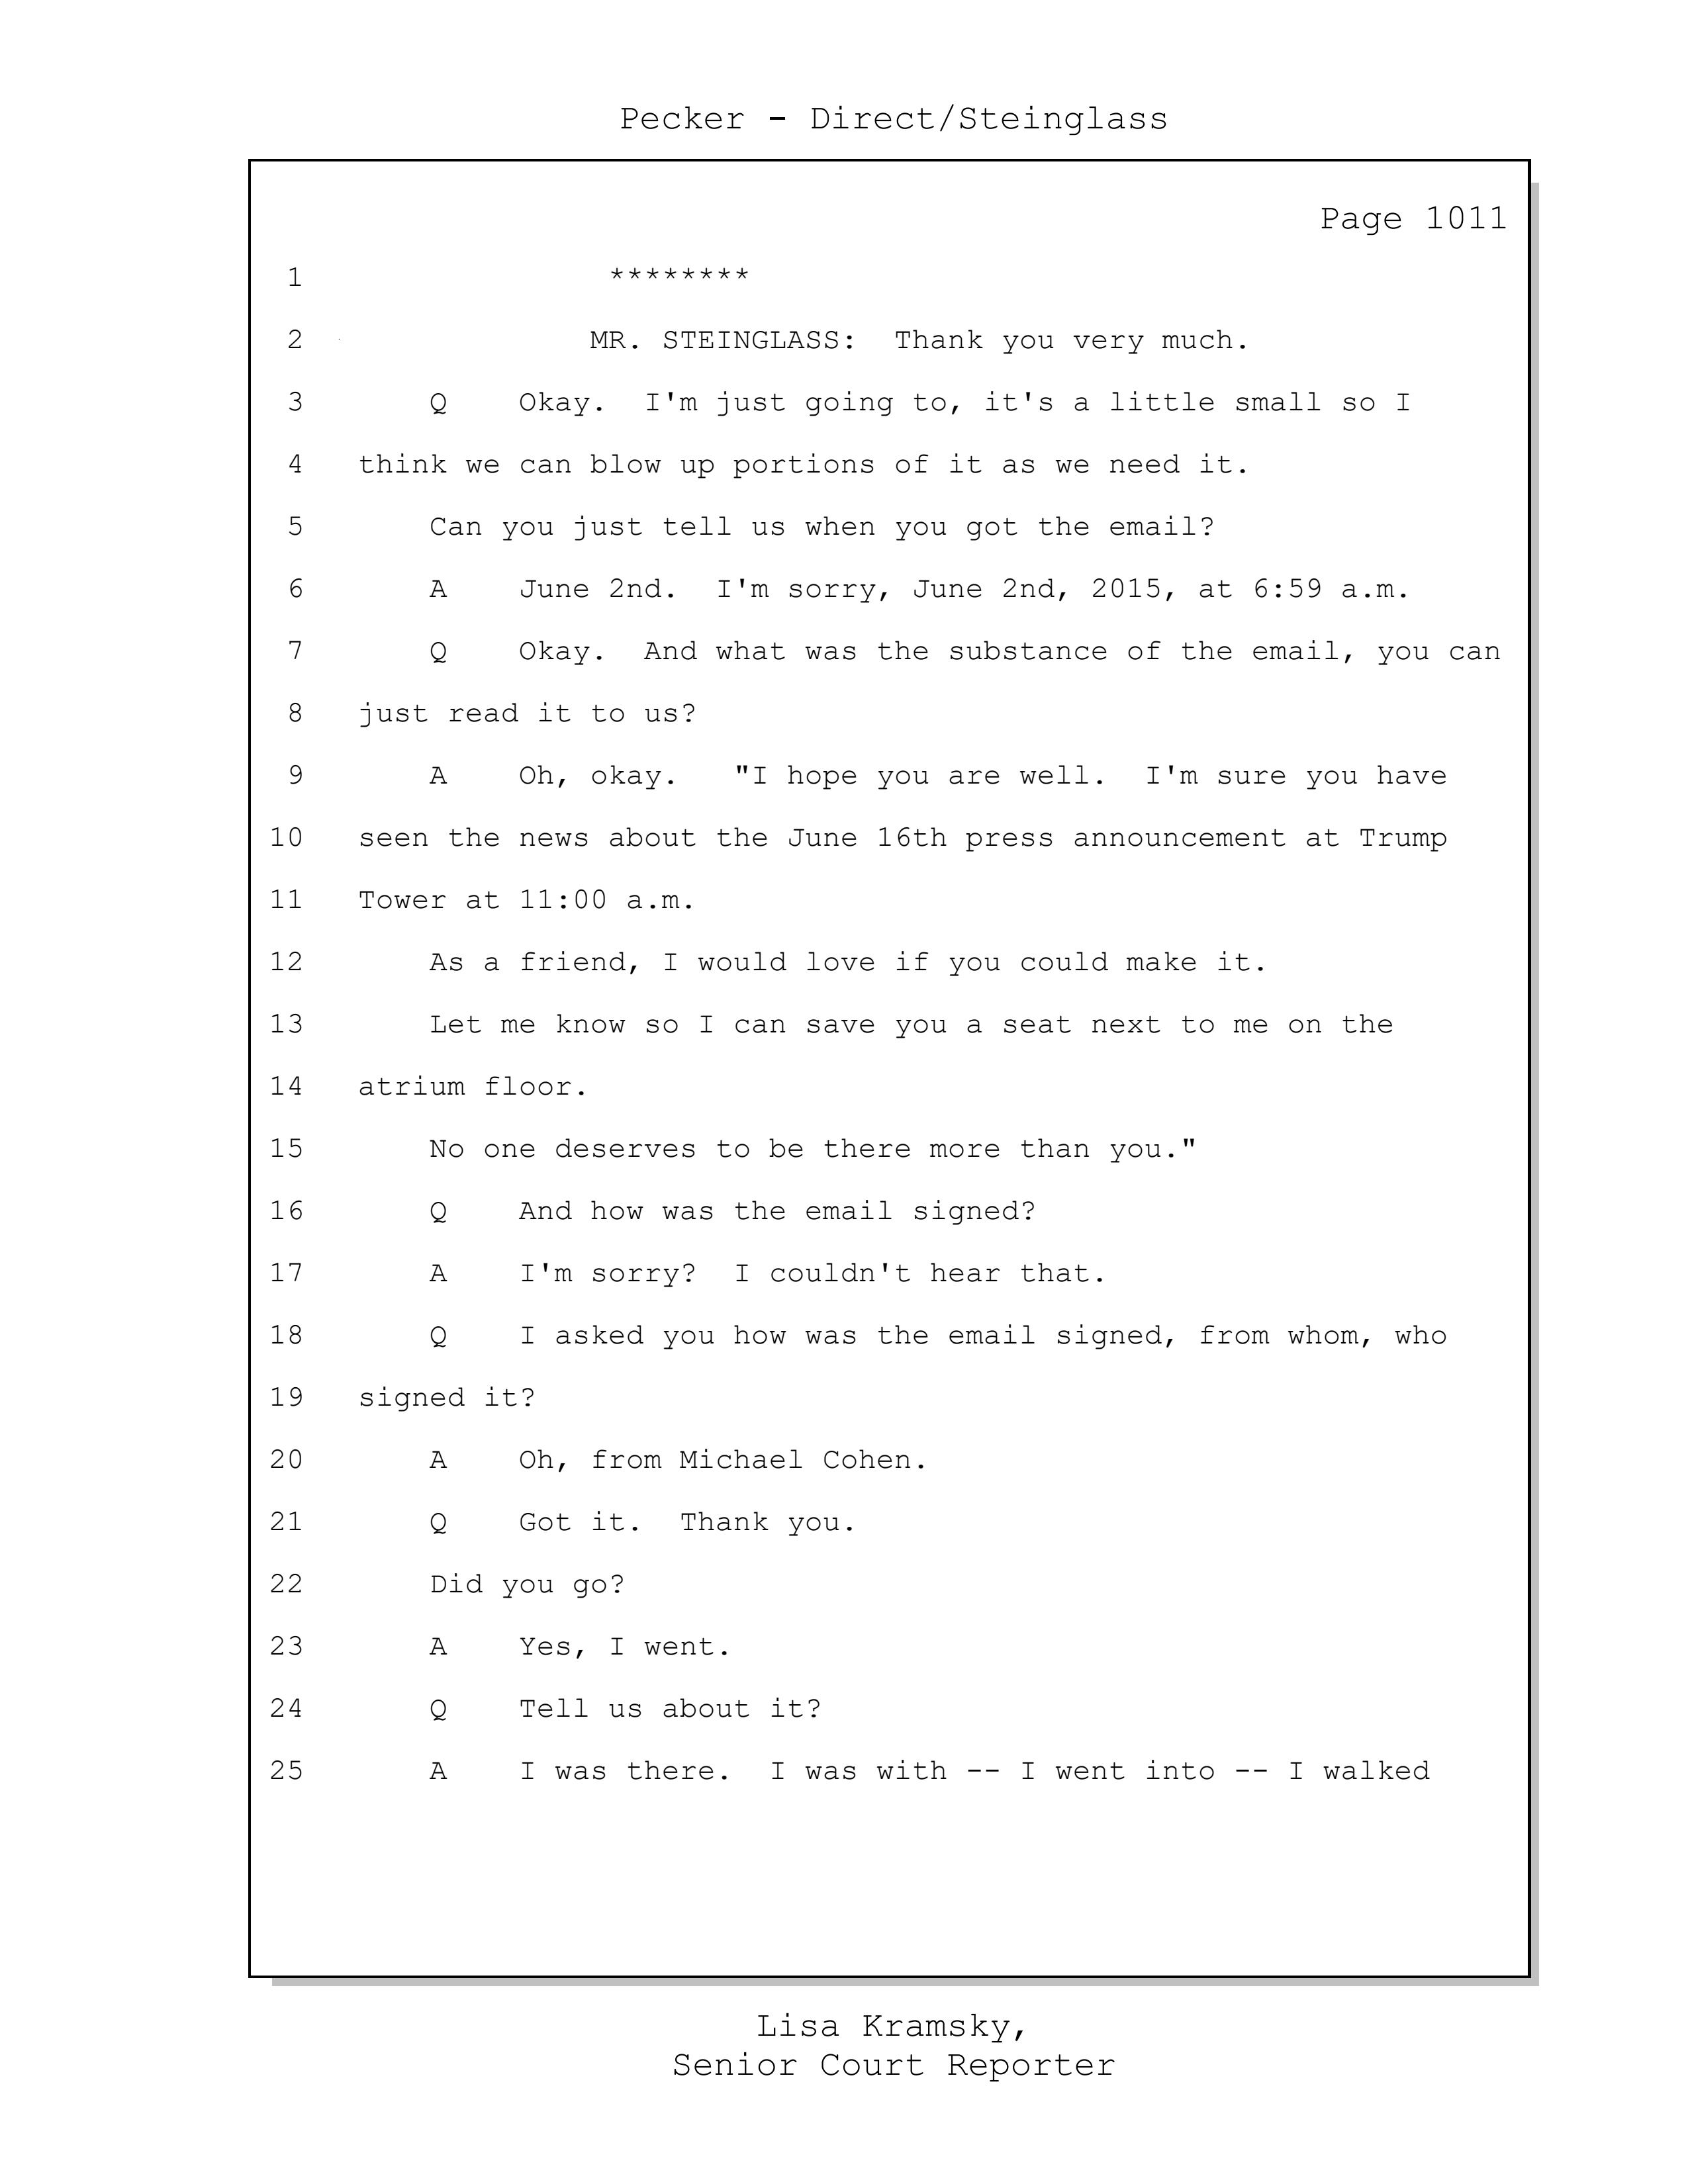 Pecker - Direct/Steinglass
Page 1011
1 ********
2 MR. STEINGLASS: Thank you very much.
3 Q Okay. I'm just going to, it's a little small so I
4 think we can blow up portions of it as we need it.
5 Can you just tell us when you got the email?
6 A June 2nd. I'm sorry, June 2nd, 2015, at 6:59 a.m.
7 Q Okay. And what was the substance of the email, you can
8 just read it to us?
9 A Oh, okay. "I hope you are well. I'm sure you have
10 seen the news about the June 16th press announcement at Trump
11 Tower at 11:00 a.m.
12 As a friend, I would love if you could make it.
13 Let me know so I can save you a seat next to me on the
14 atrium floor.
15 No one deserves to be there more than you."
16 Q And how was the email signed?
17 A I'm sorry? I couldn't hear that.
18 Q I asked you how was the email signed, from whom, who
19 signed it?
20 A Oh, from Michael Cohen.
21 Q Got it. Thank you.
22 Did you go?
23 A Yes, I went.
24 Q Tell us about it?
25 A I was there. I was with -- I went into -- I walked
Lisa Kramsky,
Senior Court Reporter